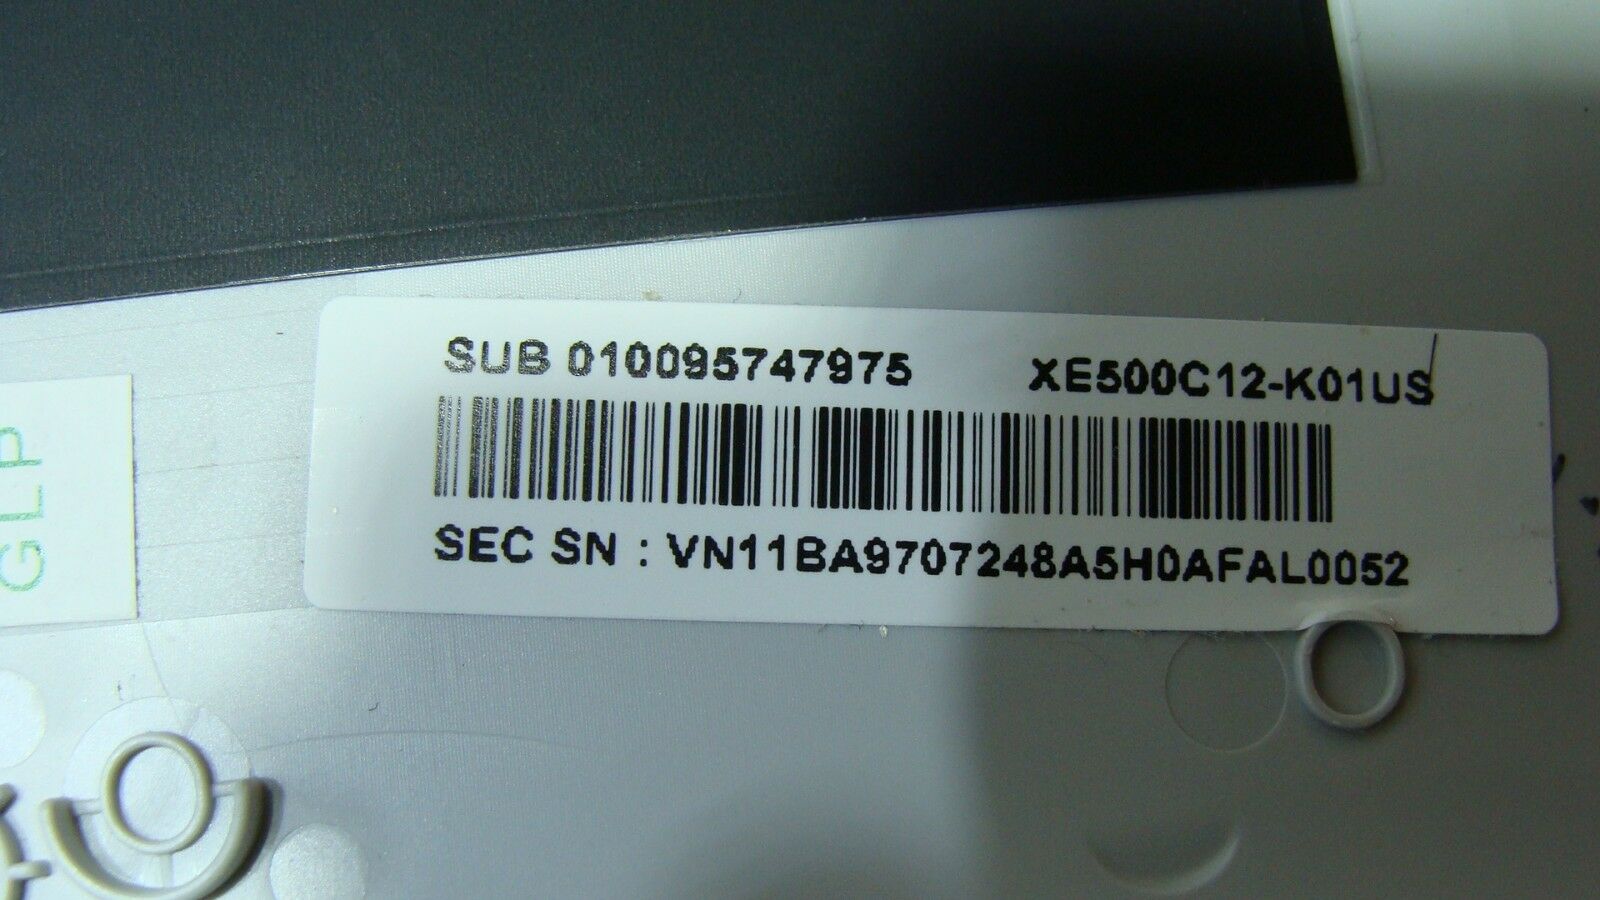 SUB 010095747975 XE500C12-K01US
SEC SN : VN11BA9707248A5H0AFAL0052
GLP